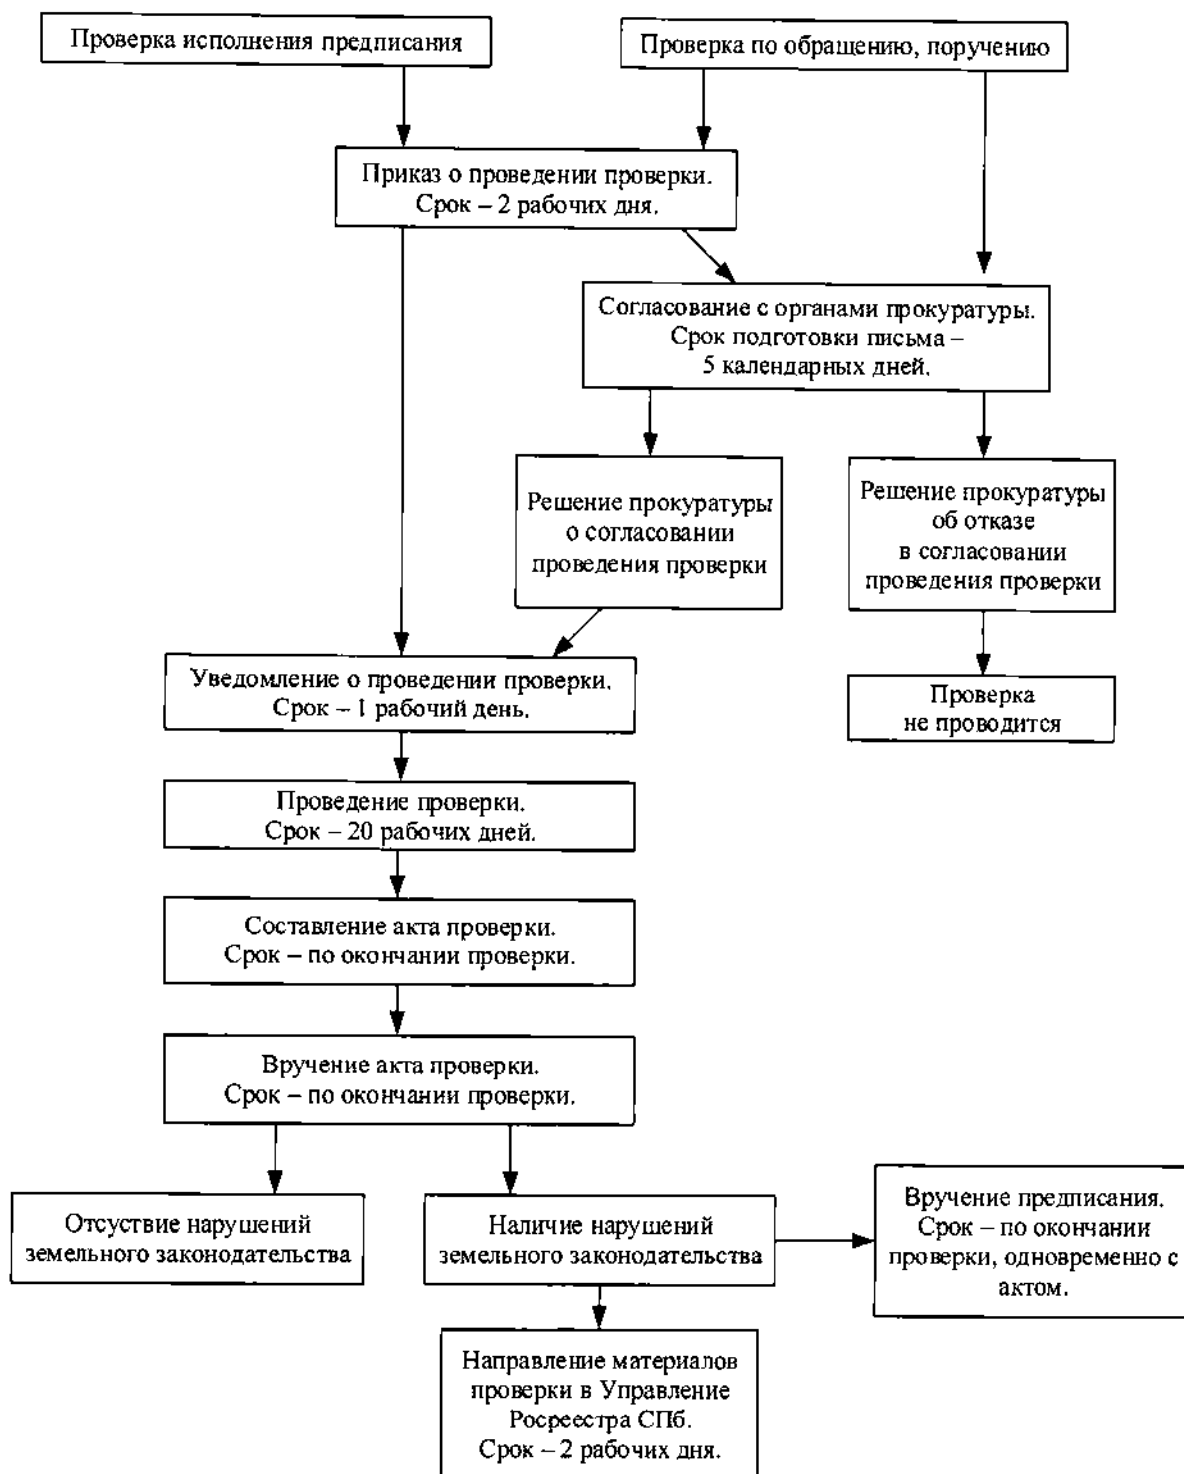 Проверка исполнения предписания
Проверка по обращению, поручению
Приказ о проведении проверки.
Срок – 2 рабочих дня.
Согласование с органами прокуратуры.
Срок подготовки письма –
5 календарных дней.
Решение прокуратуры
о согласовании
проведения проверки
Решение прокуратуры
об отказе
в согласовании
проведения проверки
Уведомление о проведении проверки.
Срок – 1 рабочий день.
Проверка
не проводится
Проведение проверки.
Срок – 20 рабочих дней.
Составление акта проверки.
Срок – по окончании проверки.
Вручение акта проверки.
Срок – по окончании проверки.
Отсуствие нарушений
земельного законодательства
Наличие нарушений
земельного законодательства
Вручение предписания.
Срок – по окончании
проверки, одновременно с
актом.
Направление материалов
проверки в Управление
Росреестра СПб.
Срок – 2 рабочих дня.